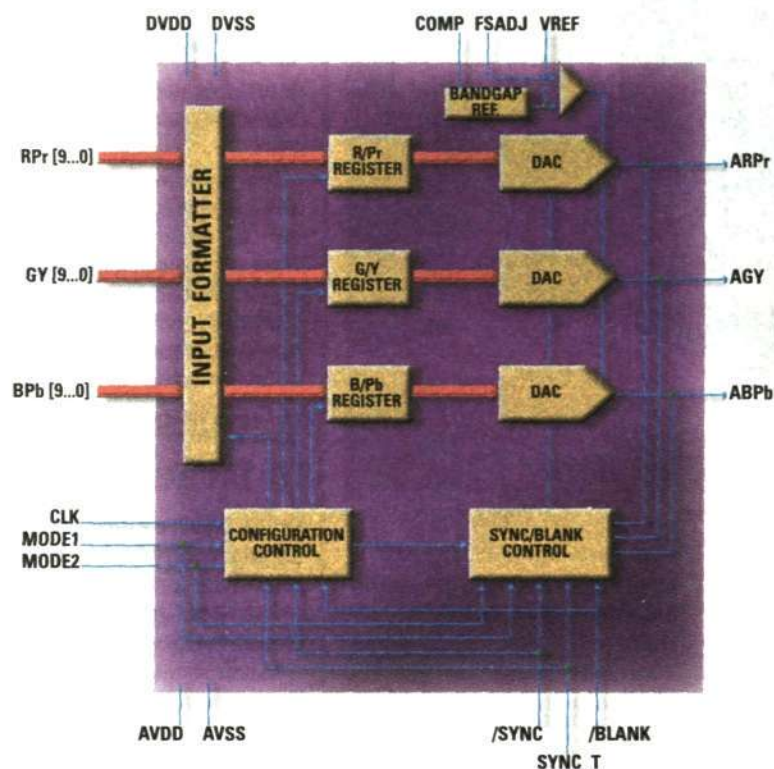 DVDD DVSS COMP FSADJ VREF
BANDGAP
REF.
RPr [9...0]
R/Pr
REGISTER
DAC
ARPr
INPUT FORMATTER
GY [9...0]
G/Y
REGISTER
DAC
AGY
BPb [9...0]
B/Pb
REGISTER
DAC
ABPb
CLK
MODE1
MODE2
CONFIGURATION
CONTROL
SYNC/BLANK
CONTROL
AVDD AVSS /SYNC /BLANK
SYNC_T